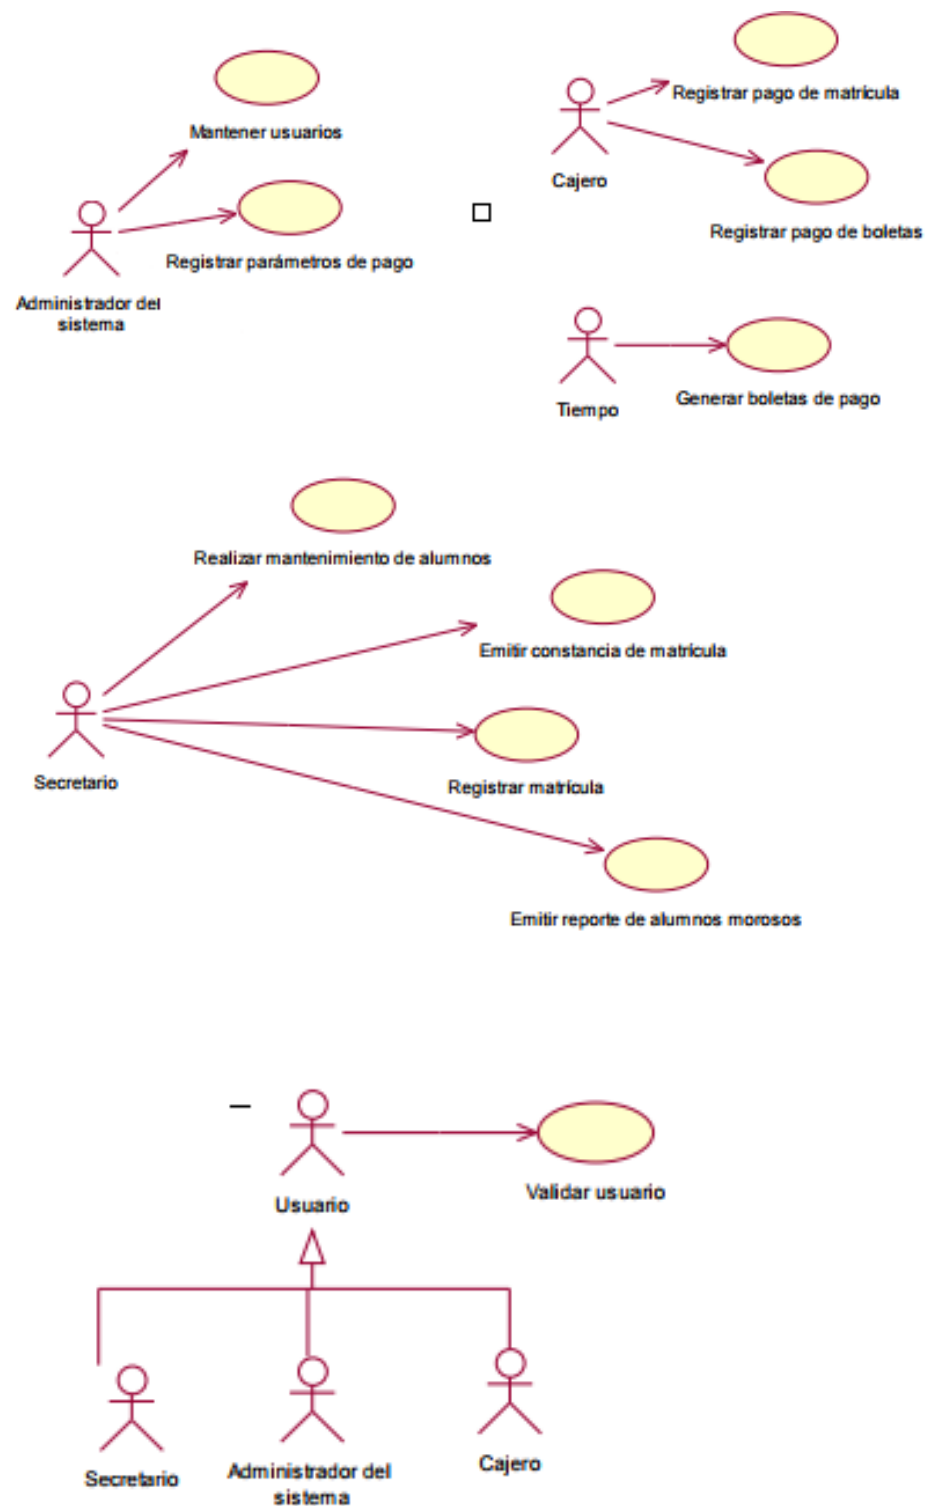 Mantener usuarios
Registrar parámetros de pago
Administrador del
sistema
Registrar pago de matrícula
Cajero
Registrar pago de boletas
Tiempo
Generar boletas de pago
Realizar mantenimiento de alumnos
Emitir constancia de matrícula
Secretario
Registrar matrícula
Emitir reporte de alumnos morosos
Usuario
Validar usuario
Secretario
Administrador del
sistema
Cajero